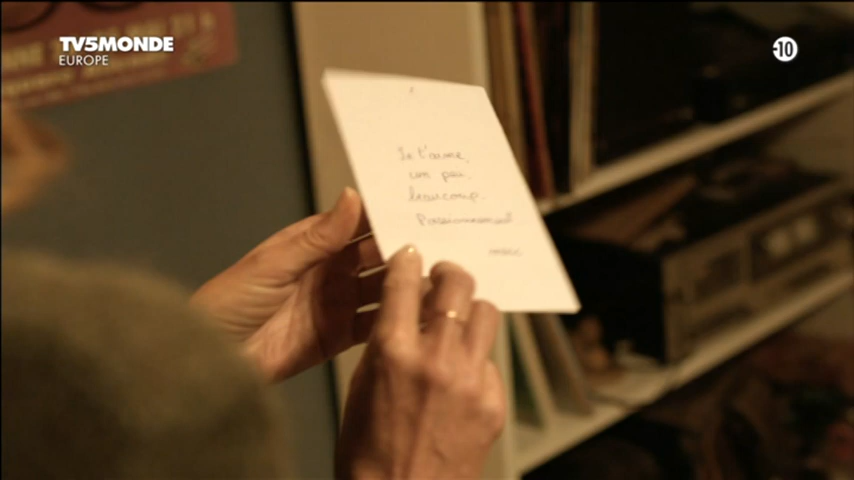 TV5MONDE
EUROPE
-10
Je t'aime
un peu,
beaucoup.
Passionnément